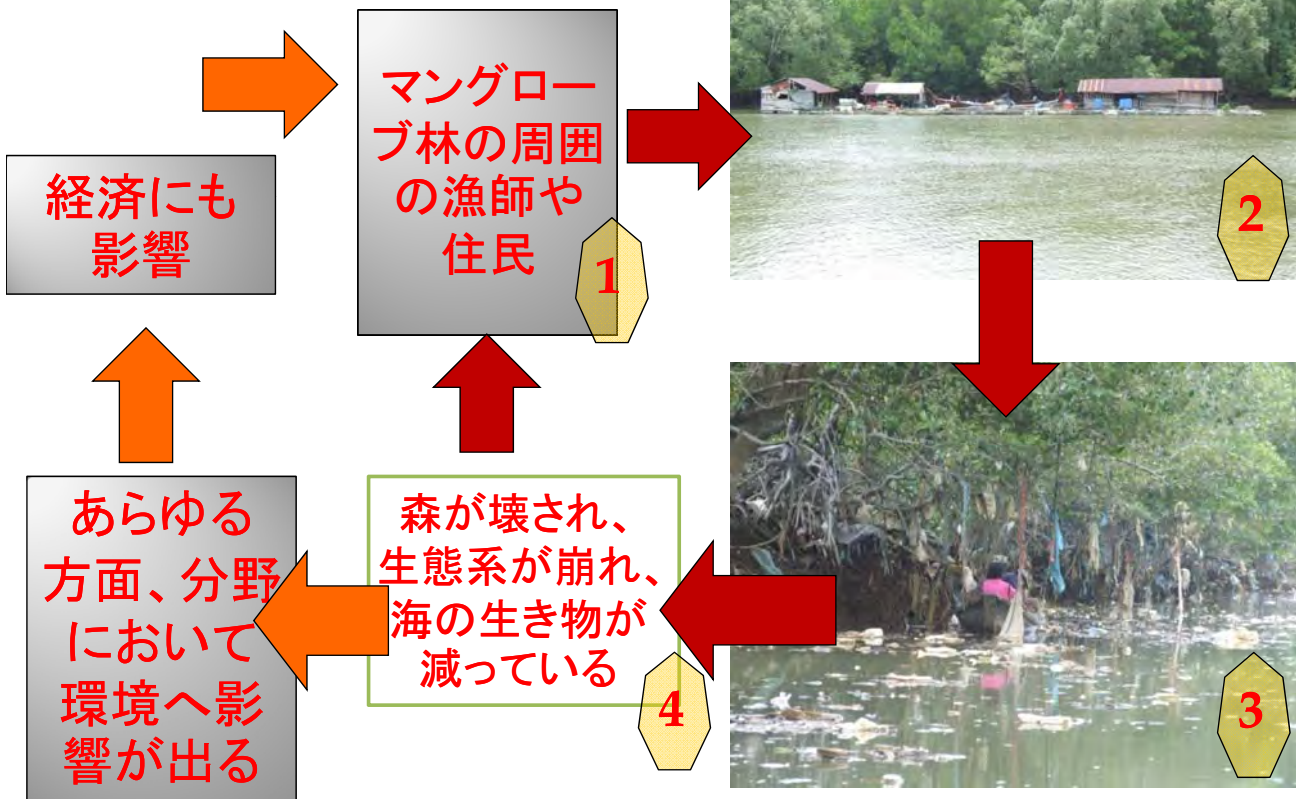 マングロー
ブ林の周囲
の漁師や
住民
1
2
経済にも
影響
あらゆる
方面、分野
において
環境へ影
響が出る
森が壊され、
生態系が崩れ、
海の生き物が
減っている
4
3